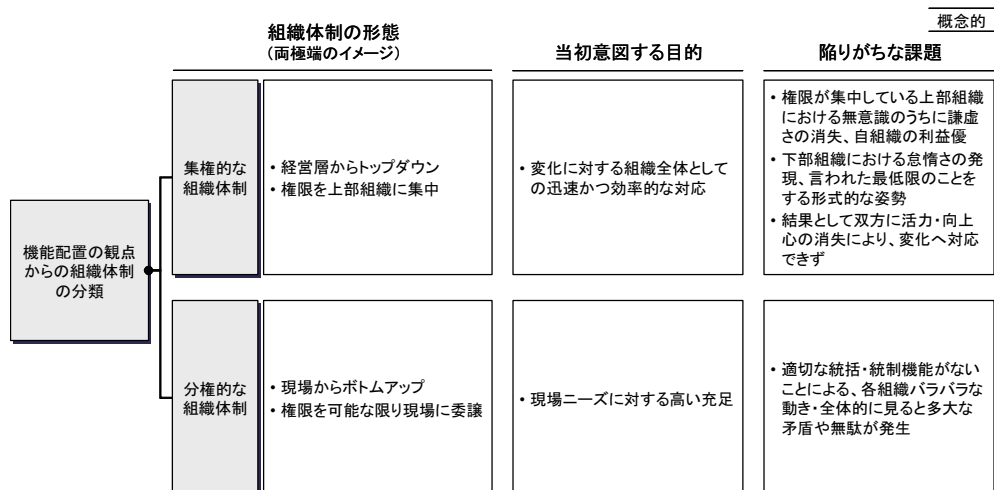 概念的
組織体制の形態
（両極端のイメージ）
当初意図する目的
陥りがちな課題
機能配置の観点
からの組織体制
の分類
集権的な
組織体制
・経営層からトップダウン
・権限を上部組織に集中
・変化に対する組織全体として
の迅速かつ効率的な対応
・権限が集中している上部組織
における無意識のうちに謙虚
さの消失、自組織の利益優
・下部組織における怠惰さの発
現、言われた最低限のことを
する形式的な姿勢
・結果として双方に活力・向上
心の消失により、変化へ対応
できず
分権的な
組織体制
・現場からボトムアップ
・権限を可能な限り現場に委譲
・現場ニーズに対する高い充足
・適切な統括・統制機能がない
ことによる、各組織バラバラな
動き・全体的に見ると多大な
矛盾や無駄が発生